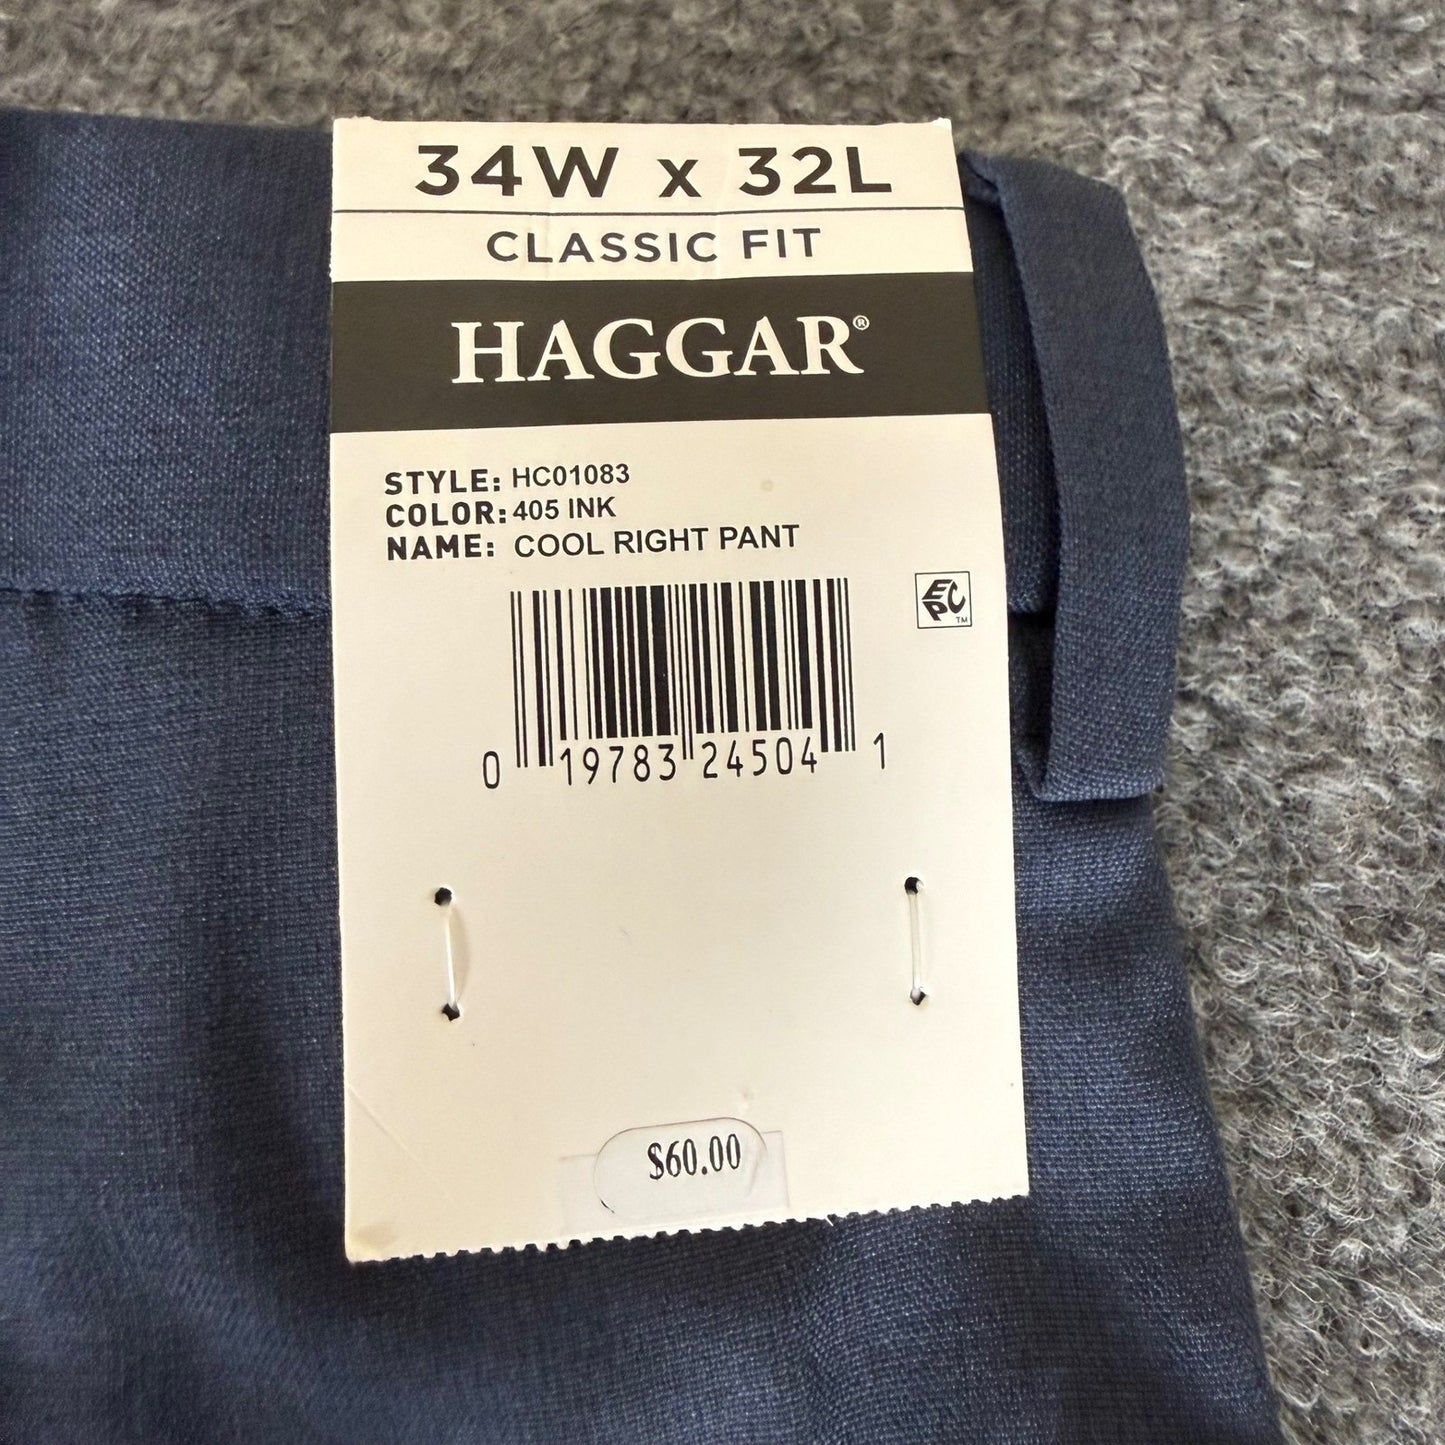 34W x 32L
CLASSIC FIT
HAGGAR®
STYLE: HC01083
COLOR: 405 INK
NAME: COOL RIGHT PANT
EPC™
0 19783 24504 1
$60.00